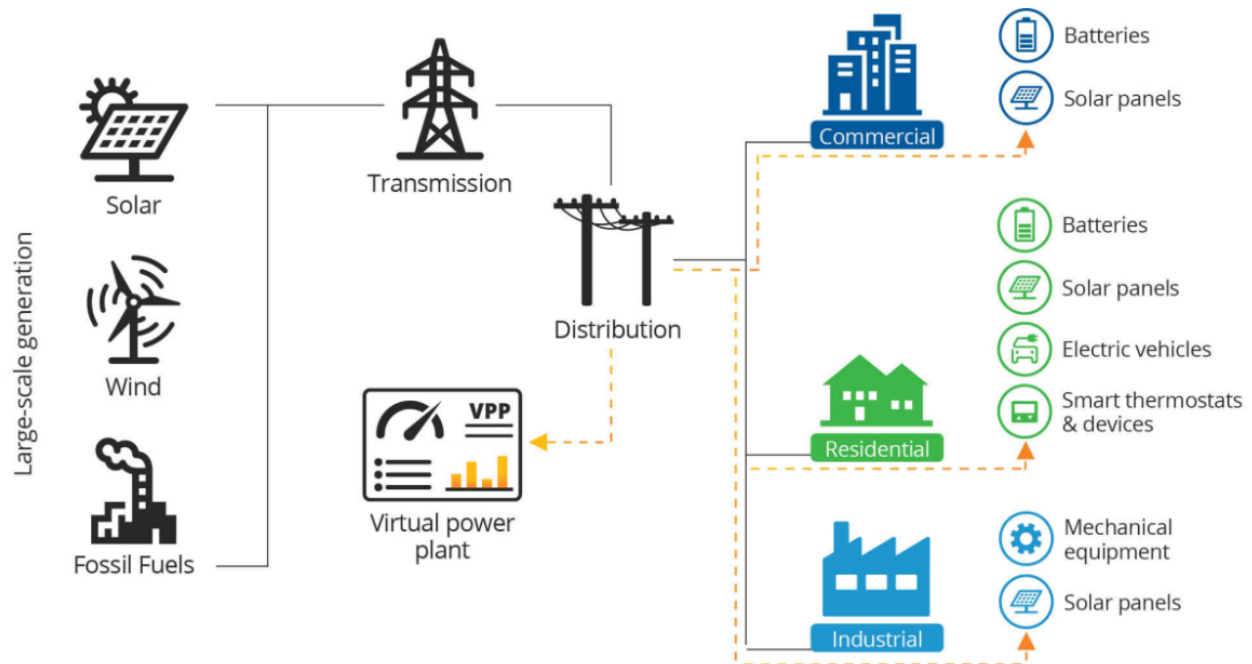 Large-scale generation
Solar
Wind
Fossil Fuels
Transmission
Distribution
VPP
Virtual power
plant
Commercial
Batteries
Solar panels
Residential
Batteries
Solar panels
Electric vehicles
Smart thermostats
& devices
Industrial
Mechanical
equipment
Solar panels